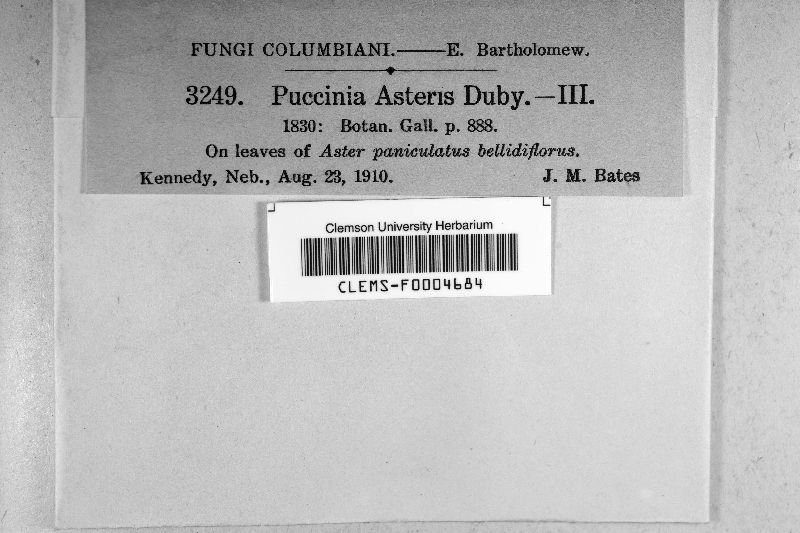 FUNGI COLUMBIANI.—E. Bartholomew.
3249. Puccinia Asteris Duby.—III.
1830: Botan. Gall. p. 888.
On leaves of Aster paniculatus bellidiflorus.
Kennedy, Neb., Aug. 23, 1910. J. M. Bates
Clemson University Herbarium
CLEMS-F0004684